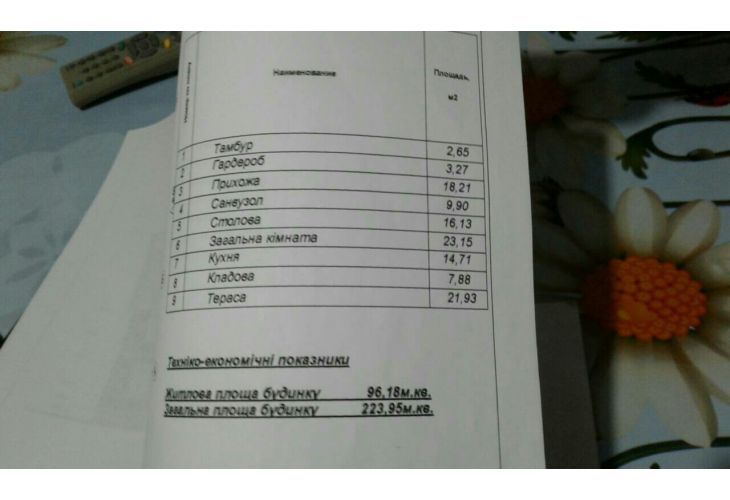 Номер по плану Наименование Площадь, м2
1 Тамбур 2,65
2 Гардероб 3,27
3 Прихожа 18,21
4 Санвузол 9,90
5 Столова 16,13
6 Загальна кімната 23,15
7 Кухня 14,71
8 Кладова 7,88
9 Тераса 21,93
Техніко-економічні показники
Житлова площа будинку 96,18м.кв.
Загальна площа будинку 223,95м.кв.